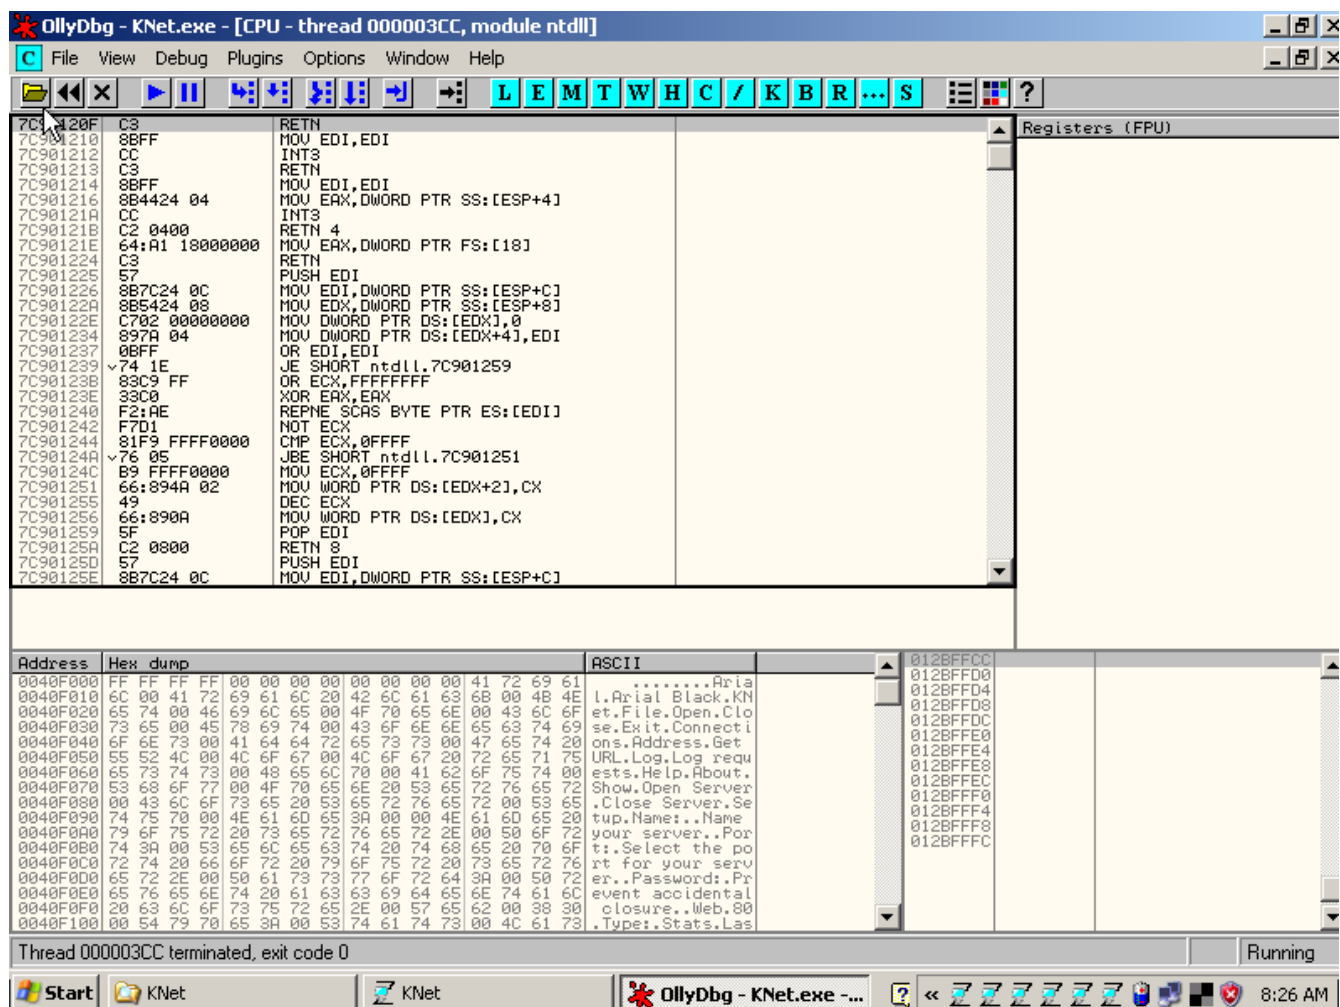 OllyDbg - KNet.exe - [CPU - thread 000003CC, module ntdll]
C File View Debug Plugins Options Window Help
L E M T W H C / K B R ... S ?
Registers (FPU)
7C90120F C3 RETN
7C901210 8BFF MOV EDI,EDI
7C901212 CC INT3
7C901213 C3 RETN
7C901214 8BFF MOV EDI,EDI
7C901216 8B4424 04 MOV EAX,DWORD PTR SS:[ESP+4]
7C90121A CC INT3
7C90121B C2 0400 RETN 4
7C90121E 64:A1 18000000 MOV EAX,DWORD PTR FS:[18]
7C901224 C3 RETN
7C901225 57 PUSH EDI
7C901226 8B7C24 0C MOV EDI,DWORD PTR SS:[ESP+C]
7C90122A 8B5424 08 MOV EDX,DWORD PTR SS:[ESP+8]
7C90122E C702 00000000 MOV DWORD PTR DS:[EDX],0
7C901234 897A 04 MOV DWORD PTR DS:[EDX+4],EDI
7C901237 0BFF OR EDI,EDI
7C901239 74 1E JE SHORT ntdll.7C901259
7C90123B 83C9 FF OR ECX,FFFFFFFF
7C90123E 33C0 XOR EAX,EAX
7C901240 F2:AE REPNE SCAS BYTE PTR ES:[EDI]
7C901242 F7D1 NOT ECX
7C901244 81F9 FFFF0000 CMP ECX,0FFFF
7C90124A 76 05 JBE SHORT ntdll.7C901251
7C90124C B9 FFFF0000 MOV ECX,0FFFF
7C901251 66:894A 02 MOV WORD PTR DS:[EDX+2],CX
7C901255 49 DEC ECX
7C901256 66:890A MOV WORD PTR DS:[EDX],CX
7C901259 5F POP EDI
7C90125A C2 0800 RETN 8
7C90125D 57 PUSH EDI
7C90125E 8B7C24 0C MOV EDI,DWORD PTR SS:[ESP+C]
Address Hex dump ASCII
0040F000 FF FF FF FF 00 00 00 00 00 00 00 00 41 72 69 61 ........Aria
0040F010 6C 00 41 72 69 61 6C 20 42 6C 61 63 6B 00 4B 4E l.Arial Black.KN
0040F020 65 74 00 46 69 6C 65 00 4F 70 65 6E 00 43 6C 6F et.File.Open.Clo
0040F030 73 65 00 45 78 69 74 00 43 6F 6E 6E 65 63 74 69 se.Exit.Connecti
0040F040 6F 6E 73 00 41 64 64 72 65 73 73 00 47 65 74 20 ons.Address.Get
0040F050 55 52 4C 00 4C 6F 67 00 4C 6F 67 20 72 65 71 75 URL.Log.Log requ
0040F060 65 73 74 73 00 48 65 6C 70 00 41 62 6F 75 74 00 ests.Help.About.
0040F070 53 68 6F 77 00 4F 70 65 6E 20 53 65 72 76 65 72 Show.Open Server
0040F080 00 43 6C 6F 73 65 20 53 65 72 76 65 72 00 53 65 .Close Server.Se
0040F090 74 75 70 00 4E 61 6D 65 3A 00 00 4E 61 6D 65 20 tup.Name:..Name
0040F0A0 79 6F 75 72 20 73 65 72 76 65 72 2E 00 50 6F 72 your server..Por
0040F0B0 74 3A 00 53 65 6C 65 63 74 20 74 68 65 20 70 6F t:.Select the po
0040F0C0 72 74 20 66 6F 72 20 79 6F 75 72 20 73 65 72 76 rt for your serv
0040F0D0 65 72 2E 00 50 61 73 73 77 6F 72 64 3A 00 50 72 er..Password:.Pr
0040F0E0 65 76 65 6E 74 20 61 63 63 69 64 65 6E 74 61 6C event accidental
0040F0F0 20 63 6C 6F 73 75 72 65 2E 00 57 65 62 00 38 30 closure..Web.80
0040F100 00 54 79 70 65 3A 00 53 74 61 74 73 00 4C 61 73 .Type:.Stats.Las
012BFFCC
012BFFD0
012BFFD4
012BFFD8
012BFFDC
012BFFE0
012BFFE4
012BFFE8
012BFFEC
012BFFF0
012BFFF4
012BFFF8
012BFFFC
Thread 000003CC terminated, exit code 0 Running
Start KNet KNet OllyDbg - KNet.exe -... ? « 8:26 AM